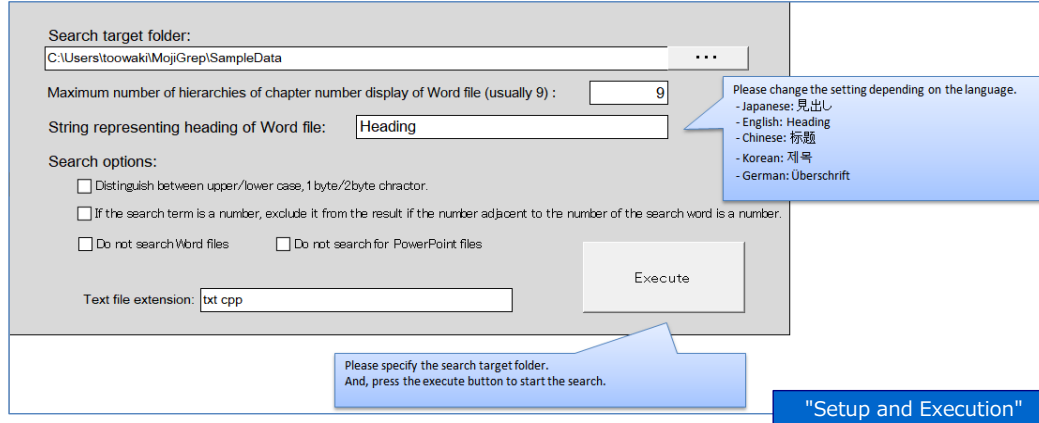 Search target folder:
C:\Users\toowaki\MojiGrep\SampleData
...
Maximum number of hierarchies of chapter number display of Word file (usually 9) :
9
String representing heading of Word file:
Heading
Please change the setting depending on the language.
- Japanese: 見出し
- English: Heading
- Chinese: 标题
- Korean: 제목
- German: Überschrift
Search options:
Distinguish between upper/lower case, 1byte/2byte chractor.
If the search term is a number, exclude it from the result if the number adjacent to the number of the search word is a number.
Do not search Word files
Do not search for PowerPoint files
Execute
Text file extension:
txt cpp
Please specify the search target folder.
And, press the execute button to start the search.
"Setup and Execution"